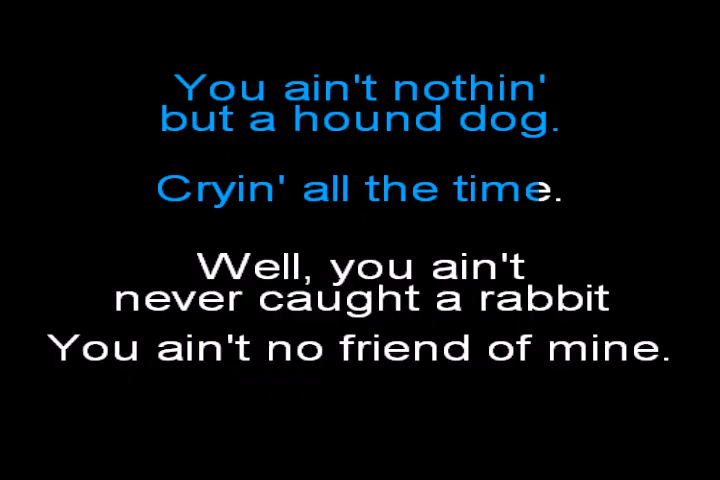 You ain't nothin'
but a hound dog.
Cryin' all the time.
Well, you ain't
never caught a rabbit
You ain't no friend of mine.